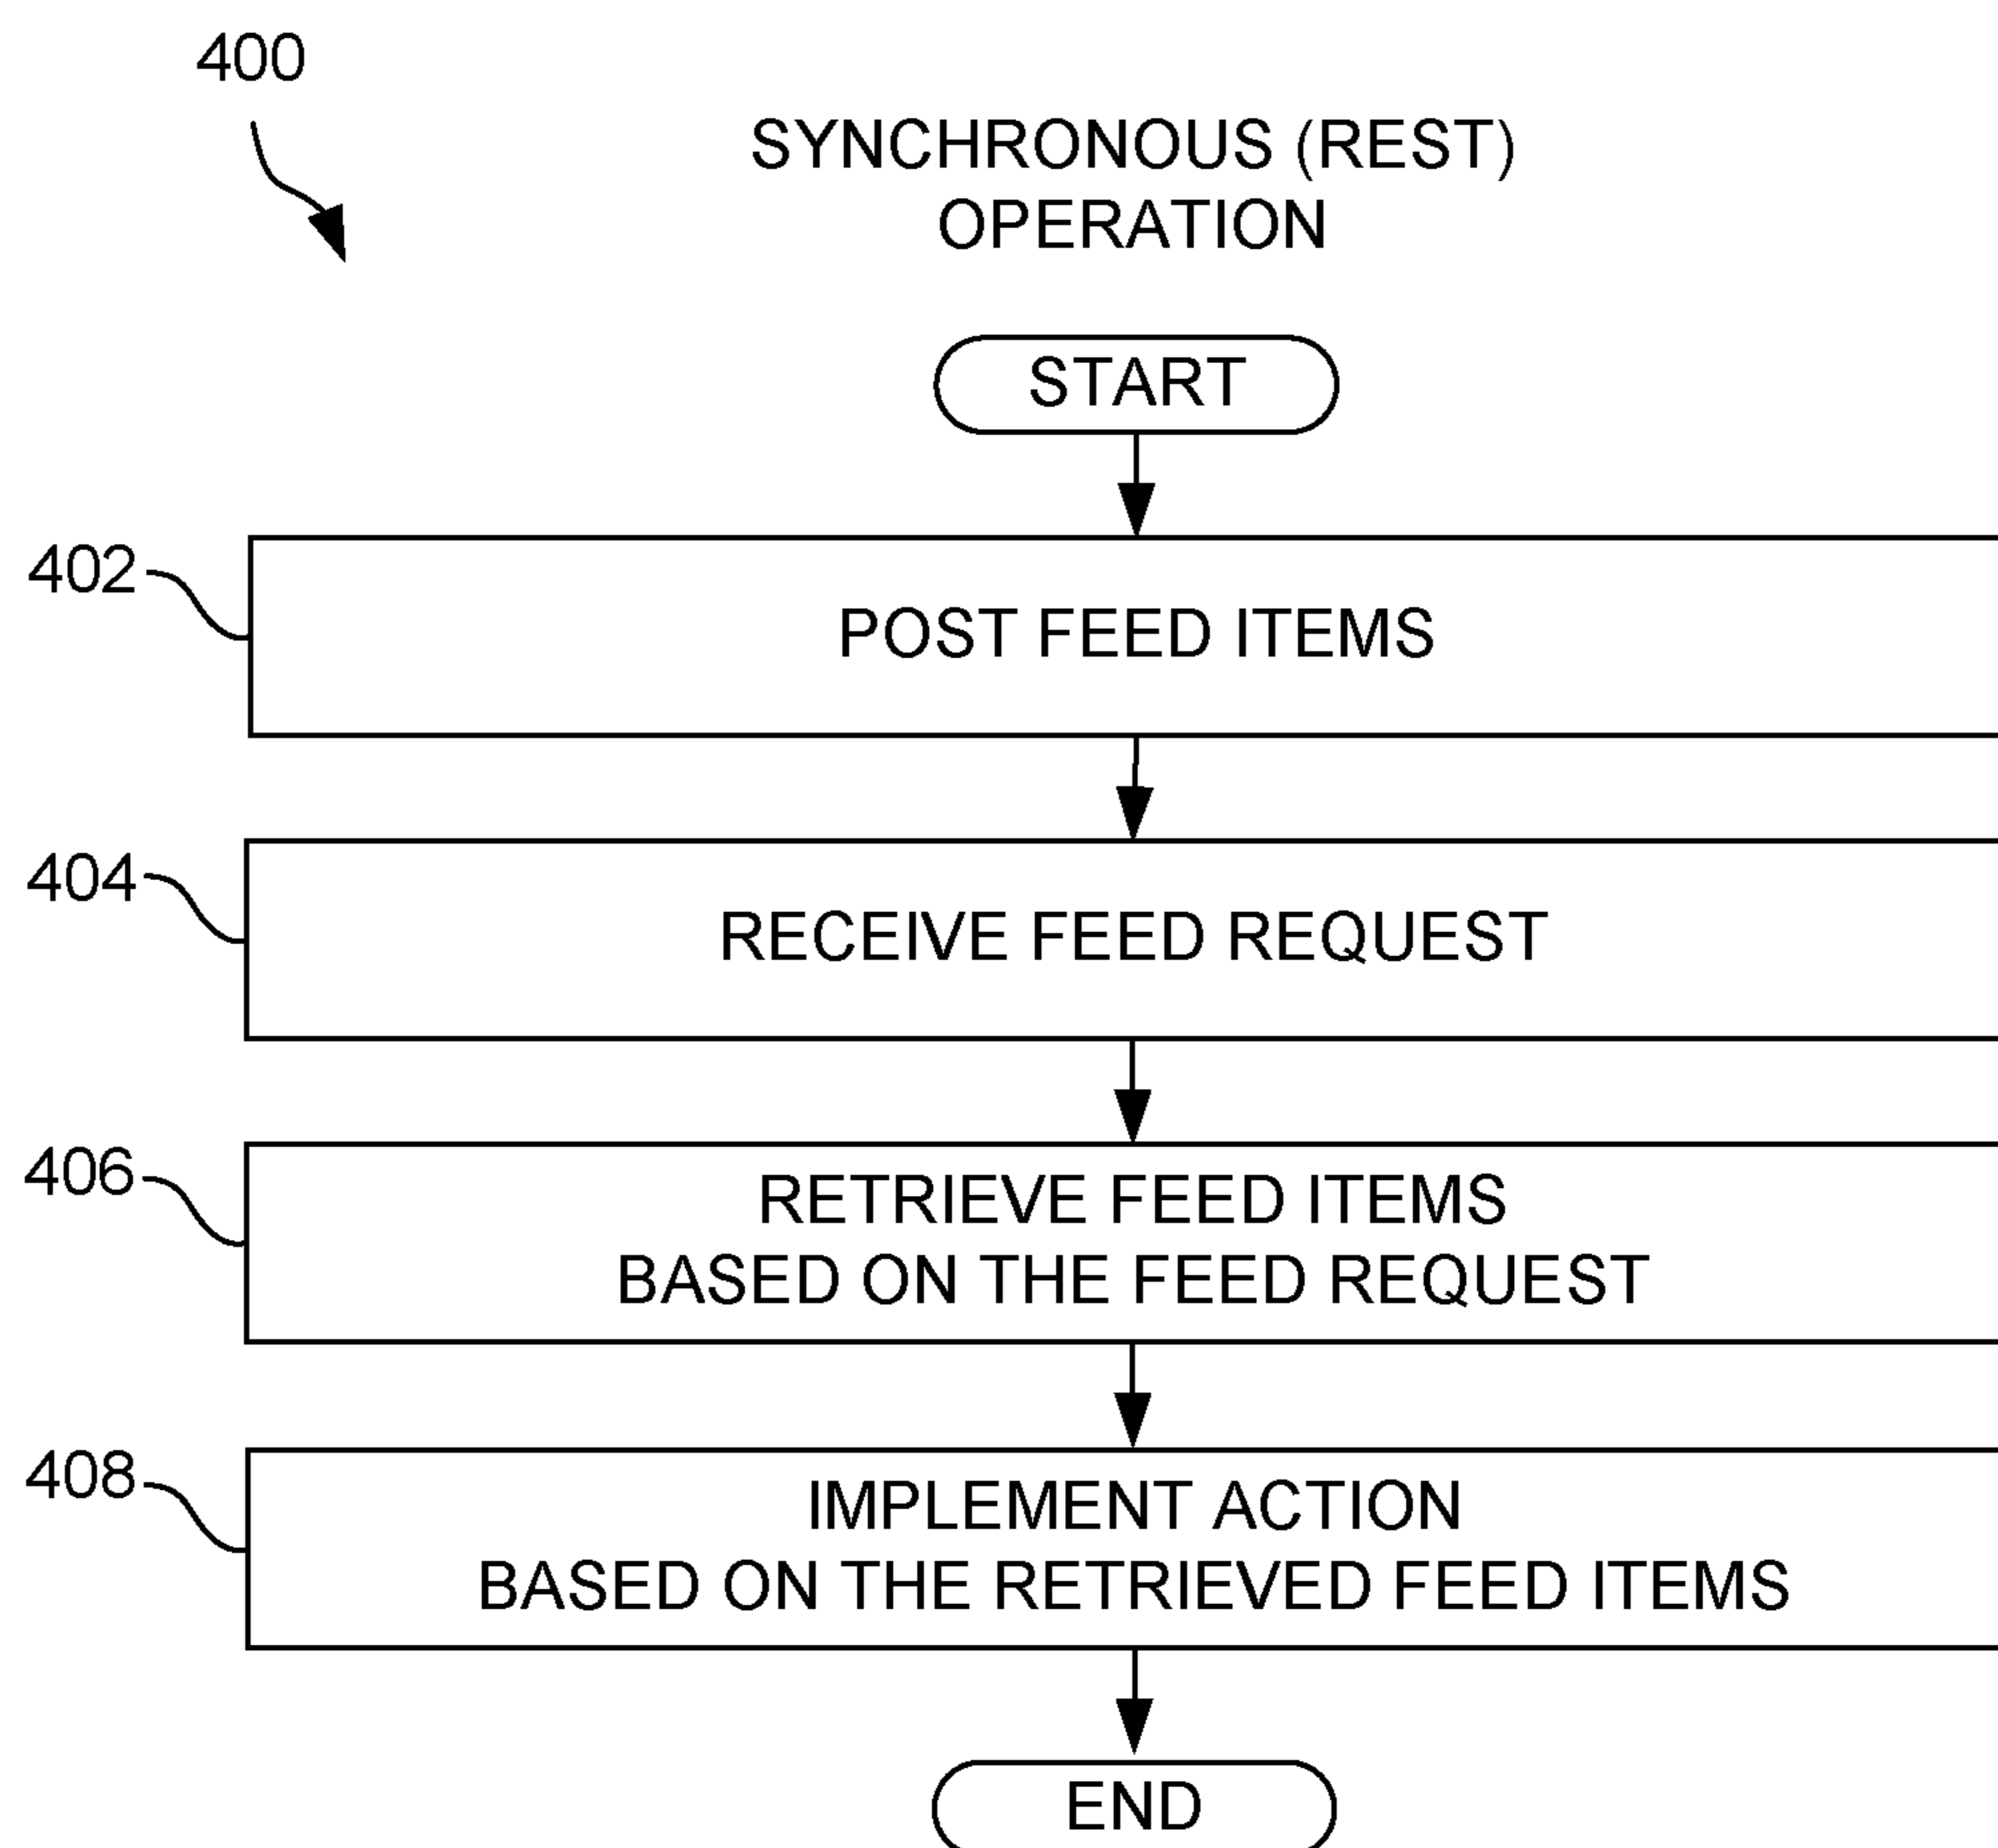 400
SYNCHRONOUS (REST)
OPERATION
START
402
POST FEED ITEMS
404
RECEIVE FEED REQUEST
406
RETRIEVE FEED ITEMS
BASED ON THE FEED REQUEST
408
IMPLEMENT ACTION
BASED ON THE RETRIEVED FEED ITEMS
END